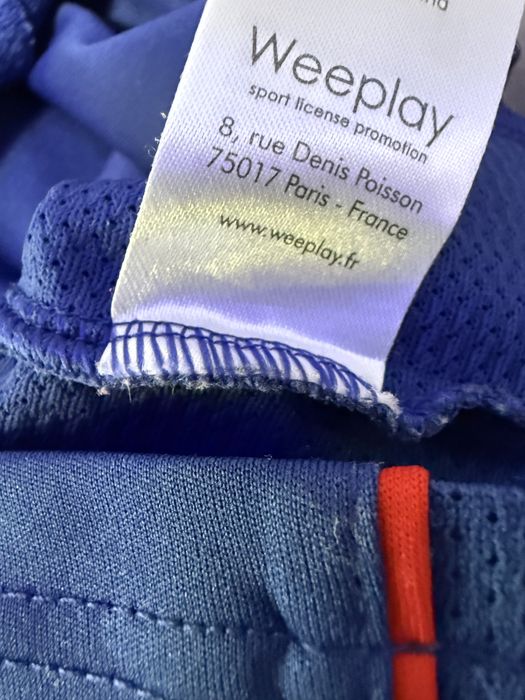 Weeplay
sport license promotion
8, rue Denis Poisson
75017 Paris - France
www.weeplay.fr